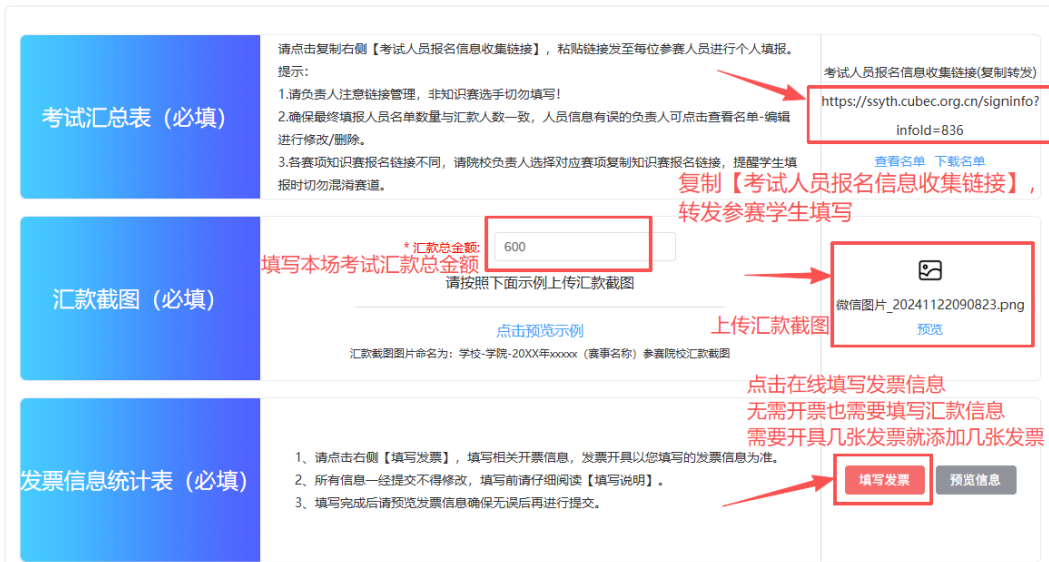 考试汇总表（必填）
请点击复制右侧【考试人员报名信息收集链接】，粘贴链接发至每位参赛人员进行个人填报。
提示：
1.请负责人注意链接管理，非知识赛选手切勿填写！
2.确保最终填报人员名单数量与汇款人数一致，人员信息有误的负责人可点击查看名单-编辑
进行修改/删除。
3.各赛项知识赛报名链接不同，请院校负责人选择对应赛项复制知识赛报名链接，提醒学生填
报时切勿混淆赛道。
考试人员报名信息收集链接(复制转发)
https://ssyth.cubec.org.cn/signinfo?
infoId=836
查看名单 下载名单
复制【考试人员报名信息收集链接】，
转发参赛学生填写
汇款截图（必填）
* 汇款总金额: 600
填写本场考试汇款总金额
请按照下面示例上传汇款截图
点击预览示例
汇款截图图片命名为：学校-学院-20XX年xxxxx（赛事名称）参赛院校汇款截图
上传汇款截图
微信图片_20241122090823.png
预览
点击在线填写发票信息
无需开票也需要填写汇款信息
需要开具几张发票就添加几张发票
发票信息统计表（必填）
1、请点击右侧【填写发票】，填写相关开票信息，发票开具以您填写的发票信息为准。
2、所有信息一经提交不得修改，填写前请仔细阅读【填写说明】。
3、填写完成后请预览发票信息确保无误后再进行提交。
填写发票 预览信息